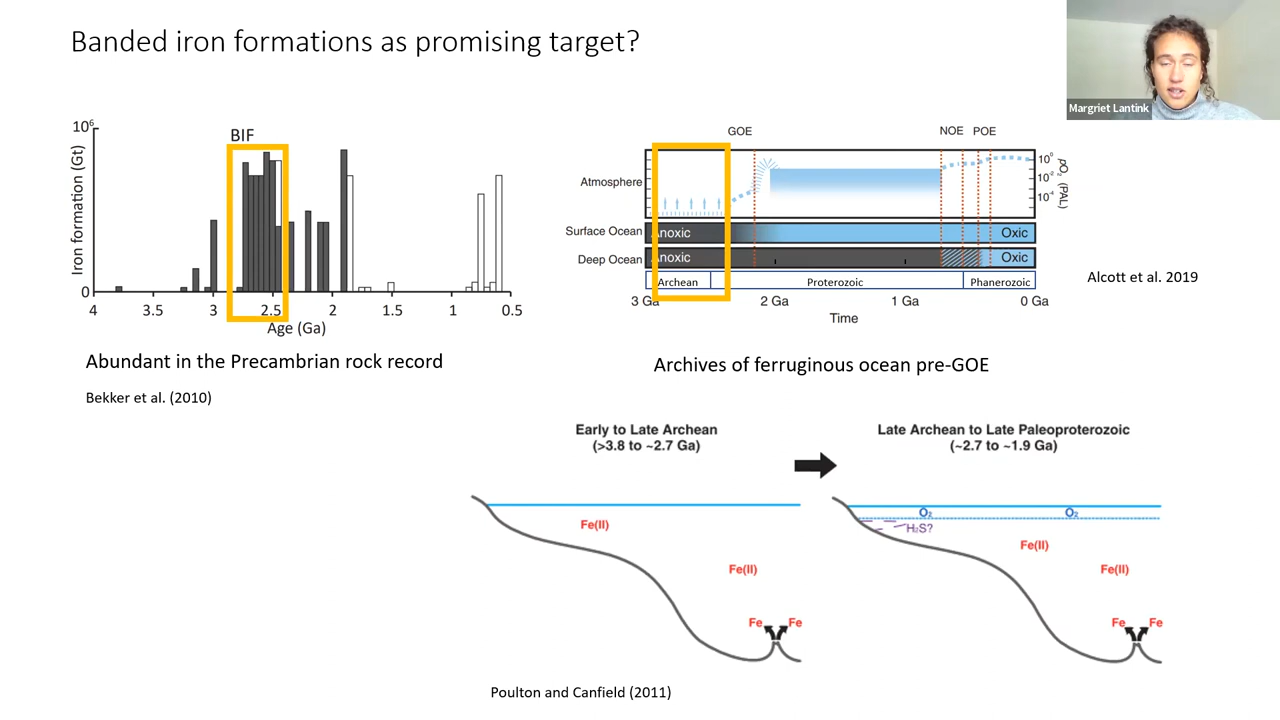 Banded iron formations as promising target?
Margriet Lantink
BIF
10⁶
Iron formation (Gt)
0
4
3.5
3
2.5
2
1.5
1
0.5
Age (Ga)
Abundant in the Precambrian rock record
Bekker et al. (2010)
GOE
NOE
POE
Atmosphere
10⁰
10⁻²
10⁻⁴
pO₂ (PAL)
Surface Ocean
Anoxic
Oxic
Deep Ocean
Anoxic
Oxic
Archean
Proterozoic
Phanerozoic
3 Ga
2 Ga
1 Ga
0 Ga
Time
Alcott et al. 2019
Archives of ferruginous ocean pre-GOE
Early to Late Archean
(>3.8 to ~2.7 Ga)
Fe(II)
Fe(II)
Fe
Fe
Late Archean to Late Paleoproterozoic
(~2.7 to ~1.9 Ga)
O₂
O₂
H₂S?
Fe(II)
Fe(II)
Fe
Fe
Poulton and Canfield (2011)